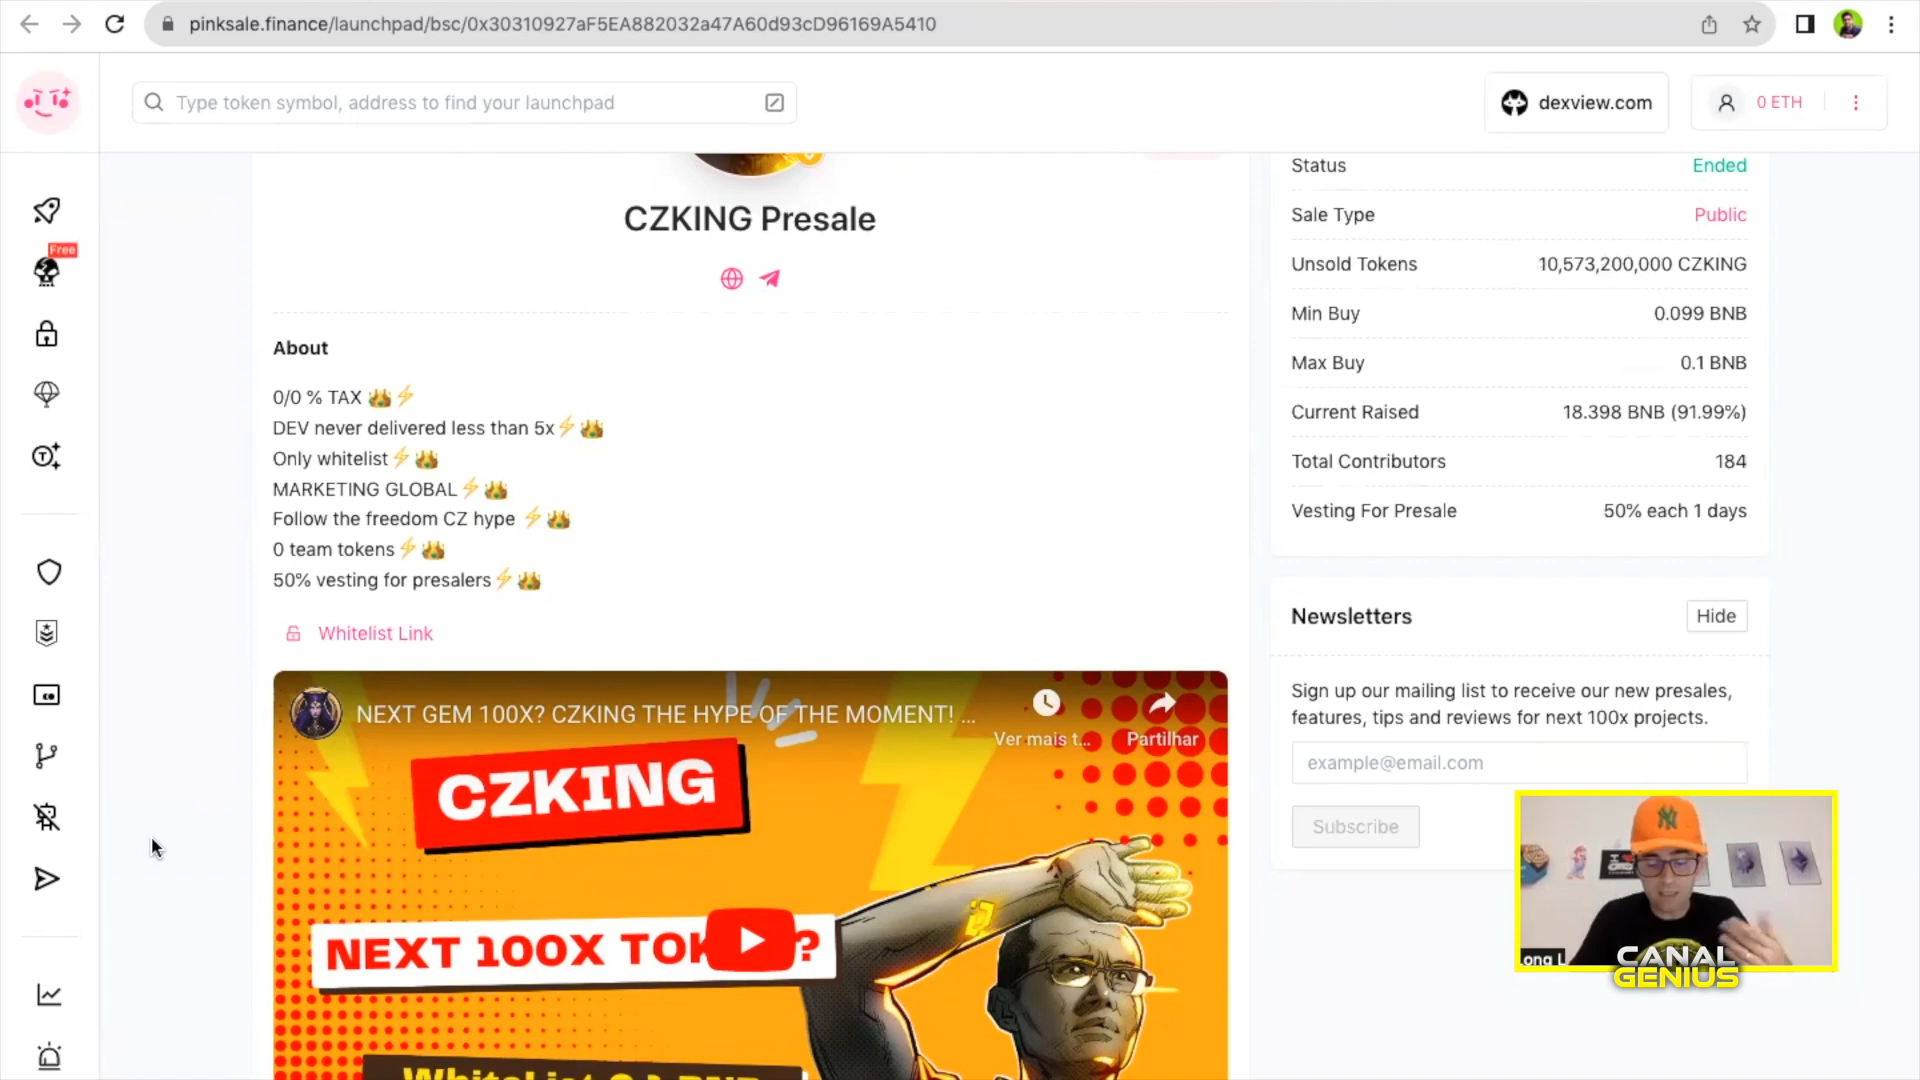 pinksale.finance/launchpad/bsc/0x30310927aF5EA882032a47A60d93cD96169A5410
Type token symbol, address to find your launchpad
dexview.com
0 ETH
Free
CZKING Presale
About
0/0 % TAX
DEV never delivered less than 5x
Only whitelist
MARKETING GLOBAL
Follow the freedom CZ hype
0 team tokens
50% vesting for presalers
Whitelist Link
NEXT GEM 100X? CZKING THE HYPE OF THE MOMENT! ...
Ver mais t...
Partilhar
CZKING
NEXT 100X ?
Status Ended
Sale Type Public
Unsold Tokens 10,573,200,000 CZKING
Min Buy 0.099 BNB
Max Buy 0.1 BNB
Current Raised 18.398 BNB (91.99%)
Total Contributors 184
Vesting For Presale 50% each 1 days
Newsletters
Hide
Sign up our mailing list to receive our new presales,
features, tips and reviews for next 100x projects.
example@email.com
Subscribe
CANAL
GENIUS